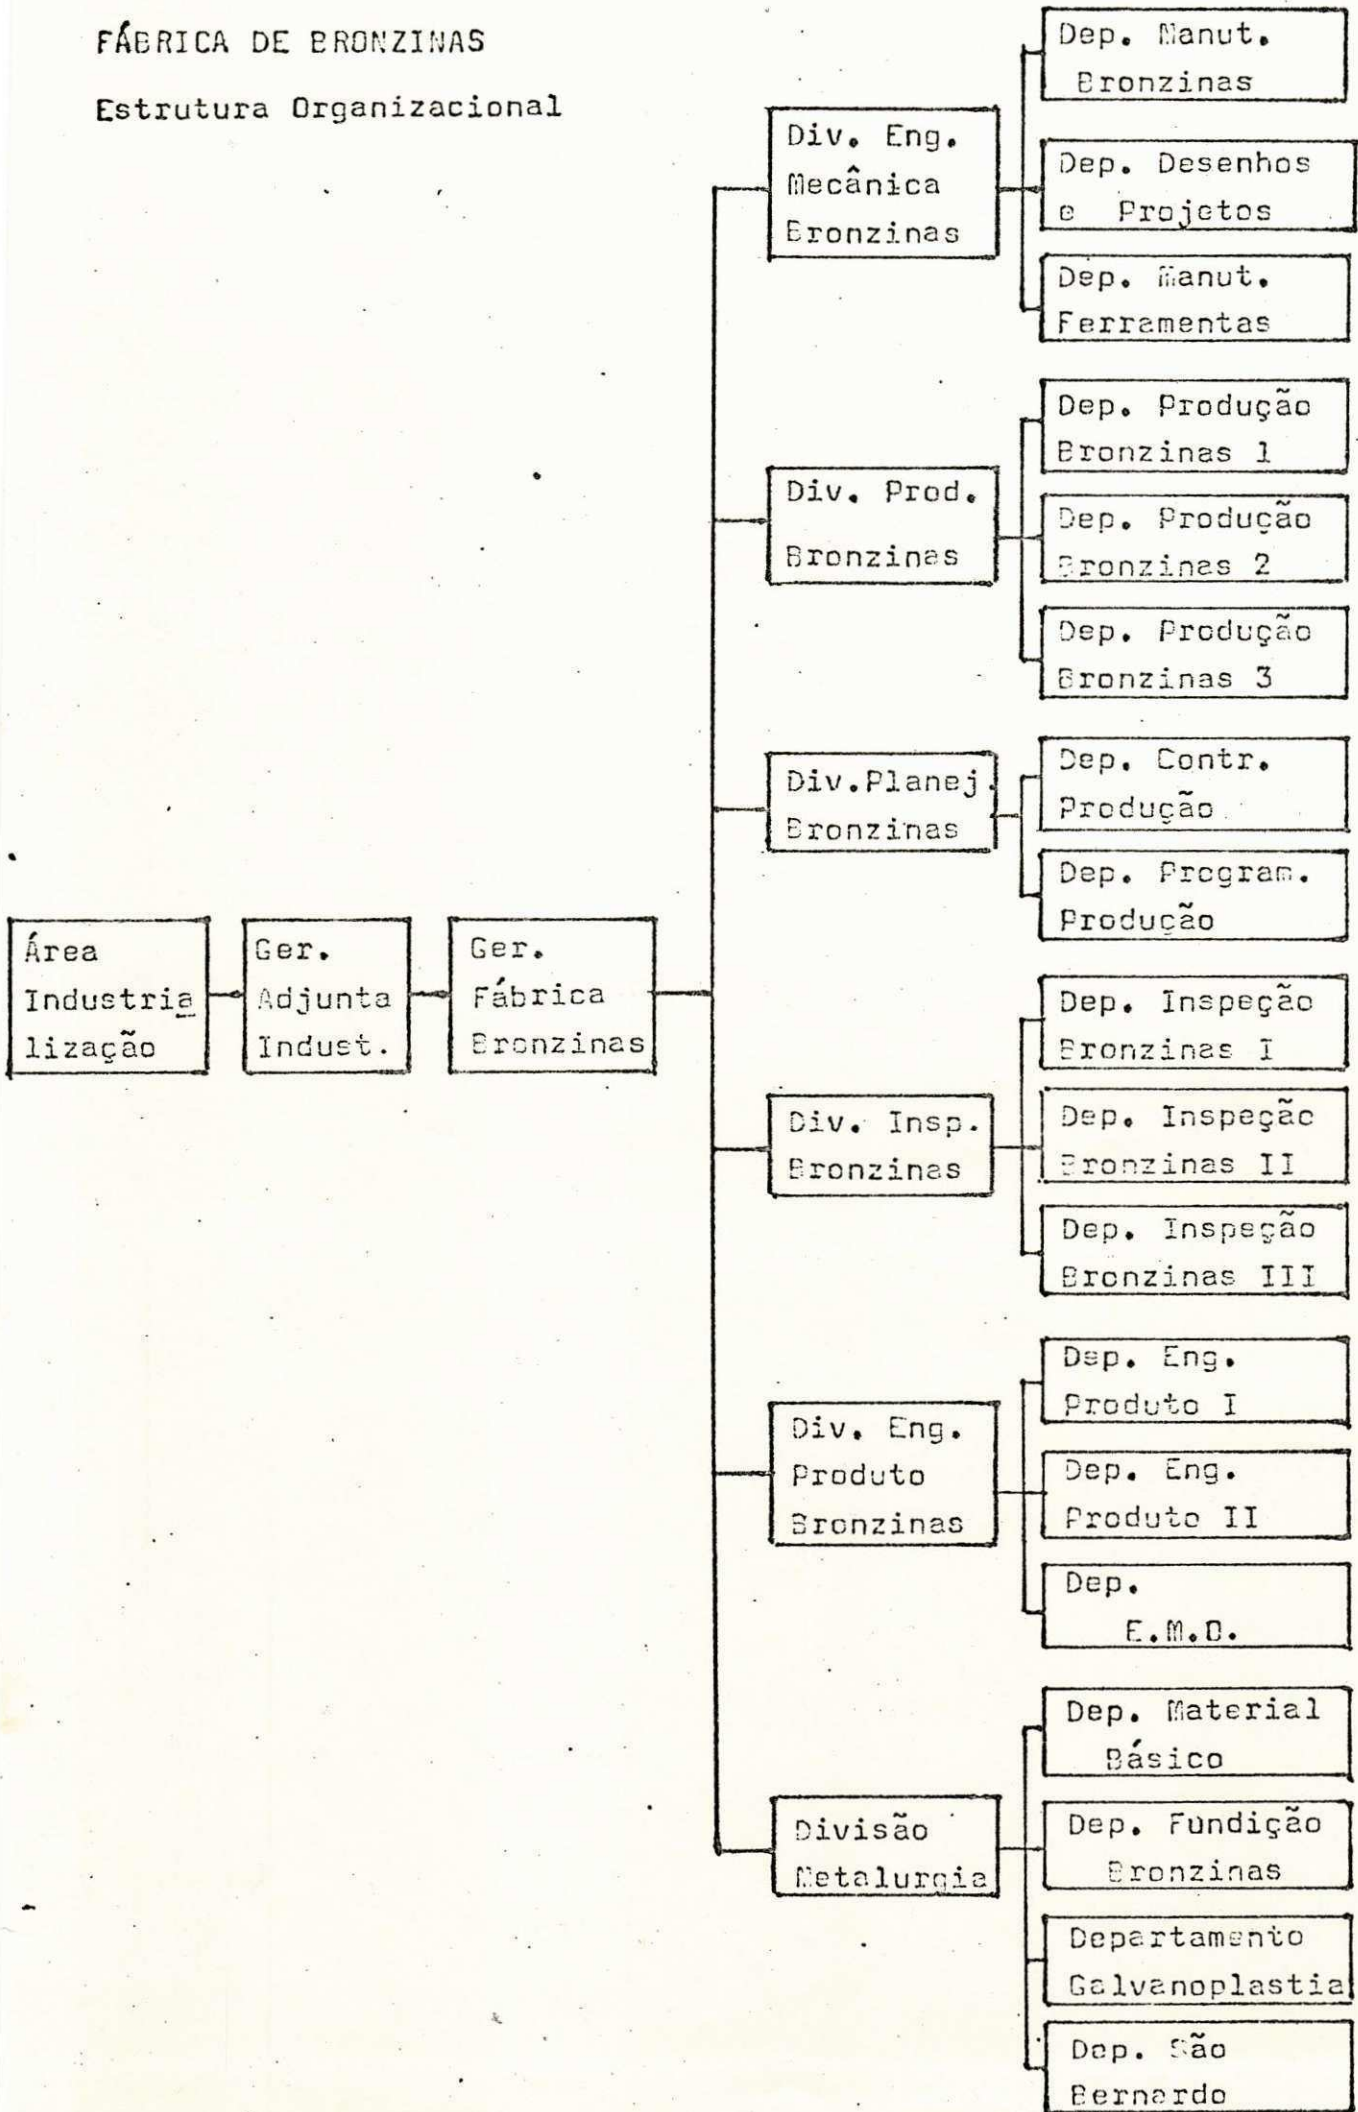 FÁBRICA DE BRONZINAS
Estrutura Organizacional
Área
Industria
lização
Ger.
Adjunta
Indust.
Ger.
Fábrica
Bronzinas
Div. Eng.
Mecânica
Bronzinas
Dep. Manut.
Bronzinas
Dep. Desenhos
e Projetos
Dep. Manut.
Ferramentas
Div. Prod.
Bronzinas
Dep. Produção
Bronzinas 1
Dep. Produção
Bronzinas 2
Dep. Produção
Bronzinas 3
Div.Planej.
Bronzinas
Dep. Contr.
Produção
Dep. Program.
Produção
Div. Insp.
Bronzinas
Dep. Inspeção
Bronzinas I
Dep. Inspeção
Bronzinas II
Dep. Inspeção
Bronzinas III
Div. Eng.
Produto
Bronzinas
Dep. Eng.
Produto I
Dep. Eng.
Produto II
Dep.
E.M.D.
Divisão
Metalurgia
Dep. Material
Básico
Dep. Fundição
Bronzinas
Departamento
Galvanoplastia
Dep. São
Bernardo